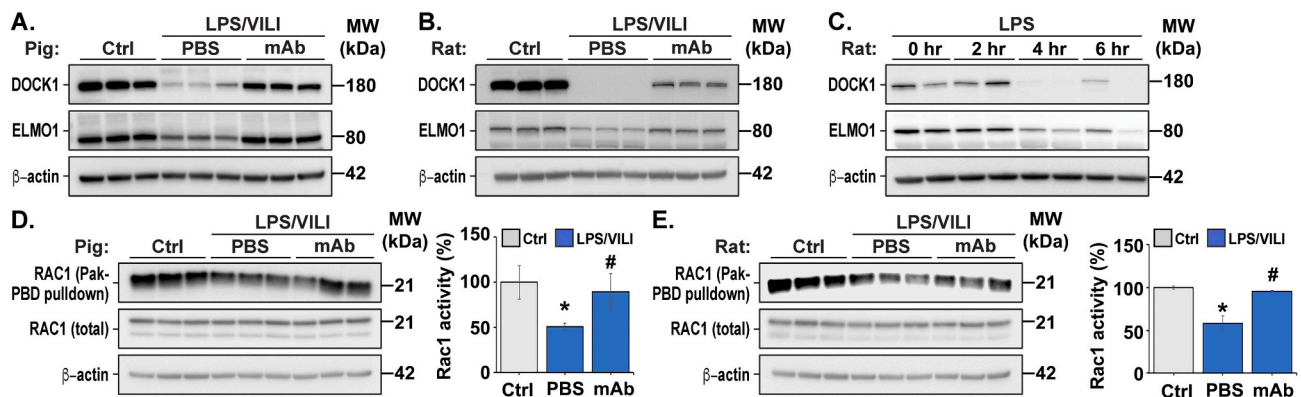 A.
LPS/VILI
MW
Pig:
Ctrl
PBS
mAb
(kDa)
DOCK1
180
ELMO1
80
β-actin
42
B.
LPS/VILI
MW
Rat:
Ctrl
PBS
mAb
(kDa)
DOCK1
180
ELMO1
80
β-actin
42
C.
LPS
MW
Rat:
0 hr
2 hr
4 hr
6 hr
(kDa)
DOCK1
180
ELMO1
80
β-actin
42
D.
LPS/VILI
MW
Pig:
Ctrl
PBS
mAb
(kDa)
RAC1 (Pak-
PBD pulldown)
21
RAC1 (total)
21
β-actin
42
Rac1 activity (%)
150
100
50
0
Ctrl
LPS/VILI
*
#
Ctrl
PBS
mAb
E.
LPS/VILI
MW
Rat:
Ctrl
PBS
mAb
(kDa)
RAC1 (Pak-
PBD pulldown)
21
RAC1 (total)
21
β-actin
42
Rac1 activity (%)
150
100
50
0
Ctrl
LPS/VILI
*
#
Ctrl
PBS
mAb